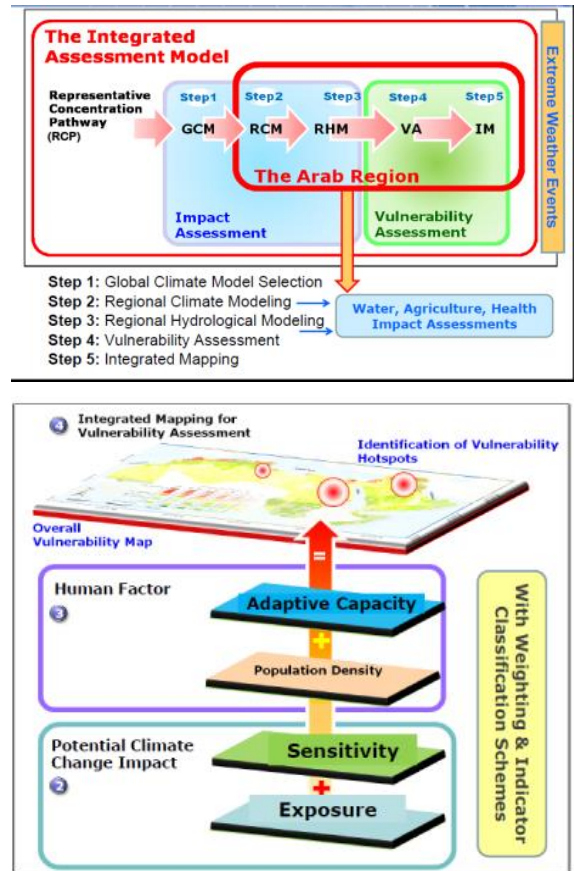 The Integrated
Assessment Model
Extreme Weather Events
Representative
Concentration
Pathway
(RCP)
Step1
Step2
Step3
Step4
Step5
GCM
RCM
RHM
VA
IM
The Arab Region
Impact
Assessment
Vulnerability
Assessment
Step 1: Global Climate Model Selection
Step 2: Regional Climate Modeling
Step 3: Regional Hydrological Modeling
Step 4: Vulnerability Assessment
Step 5: Integrated Mapping
Water, Agriculture, Health
Impact Assessments
4
Integrated Mapping for
Vulnerability Assessment
Identification of Vulnerability
Hotspots
Overall
Vulnerability Map
=
Human Factor
3
Adaptive Capacity
+
Population Density
With Weighting & Indicator
Classification Schemes
Potential Climate
Change Impact
2
Sensitivity
+
Exposure